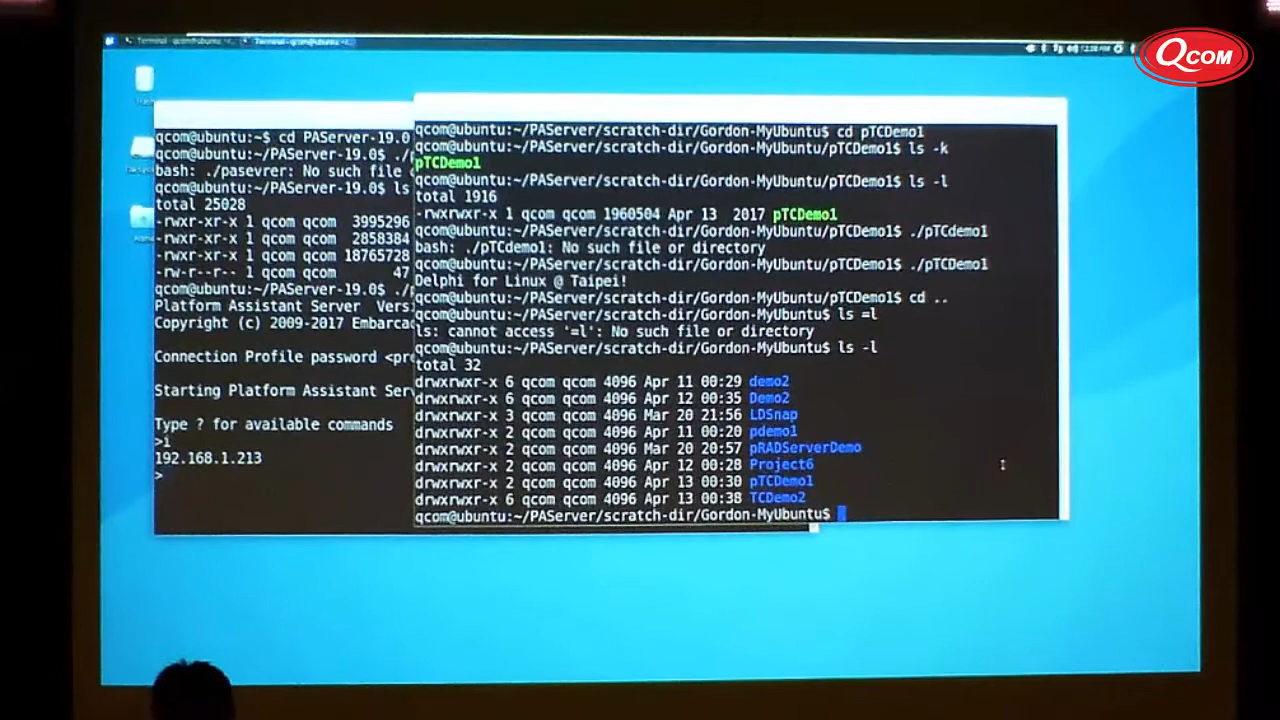 QCOM
Terminal - qcom@ubuntu: ~/...
Terminal - qcom@ubuntu: ~/...
qcom@ubuntu:~$ cd PAServer-19.0
qcom@ubuntu:~/PAServer-19.0$ ./p
bash: ./pasevrer: No such file
qcom@ubuntu:~/PAServer-19.0$ ls
total 25028
-rwxr-xr-x 1 qcom qcom 3995296
-rwxr-xr-x 1 qcom qcom 2858384
-rwxr-xr-x 1 qcom qcom 18765728
-rw-r--r-- 1 qcom qcom 47
qcom@ubuntu:~/PAServer-19.0$ ./p
Platform Assistant Server Vers
Copyright (c) 2009-2017 Embarca
Connection Profile password <pre
Starting Platform Assistant Ser
Type ? for available commands
>i
192.168.1.213
>
qcom@ubuntu:~/PAServer/scratch-dir/Gordon-MyUbuntu$ cd pTCDemo1
qcom@ubuntu:~/PAServer/scratch-dir/Gordon-MyUbuntu/pTCDemo1$ ls -k
pTCDemo1
qcom@ubuntu:~/PAServer/scratch-dir/Gordon-MyUbuntu/pTCDemo1$ ls -l
total 1916
-rwxrwxr-x 1 qcom qcom 1960504 Apr 13 2017 pTCDemo1
qcom@ubuntu:~/PAServer/scratch-dir/Gordon-MyUbuntu/pTCDemo1$ ./pTCdemo1
bash: ./pTCdemo1: No such file or directory
qcom@ubuntu:~/PAServer/scratch-dir/Gordon-MyUbuntu/pTCDemo1$ ./pTCDemo1
Delphi for Linux @ Taipei!
qcom@ubuntu:~/PAServer/scratch-dir/Gordon-MyUbuntu/pTCDemo1$ cd ..
qcom@ubuntu:~/PAServer/scratch-dir/Gordon-MyUbuntu$ ls =l
ls: cannot access '=l': No such file or directory
qcom@ubuntu:~/PAServer/scratch-dir/Gordon-MyUbuntu$ ls -l
total 32
drwxrwxr-x 6 qcom qcom 4096 Apr 11 00:29 demo2
drwxrwxr-x 6 qcom qcom 4096 Apr 12 00:35 Demo2
drwxrwxr-x 3 qcom qcom 4096 Mar 20 21:56 LDSnap
drwxrwxr-x 2 qcom qcom 4096 Apr 11 00:20 pdemo1
drwxrwxr-x 2 qcom qcom 4096 Mar 20 20:57 pRADServerDemo
drwxrwxr-x 2 qcom qcom 4096 Apr 12 00:28 Project6
drwxrwxr-x 2 qcom qcom 4096 Apr 13 00:30 pTCDemo1
drwxrwxr-x 6 qcom qcom 4096 Apr 13 00:38 TCDemo2
qcom@ubuntu:~/PAServer/scratch-dir/Gordon-MyUbuntu$